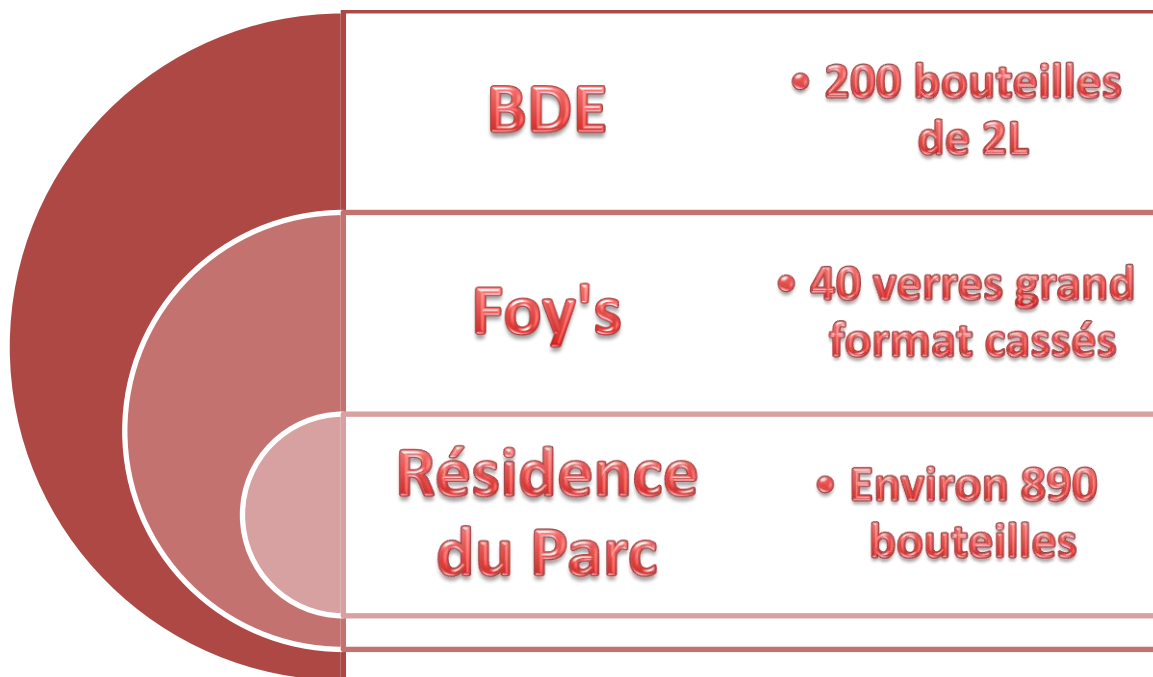 BDE
• 200 bouteilles
de 2L
Foy's
• 40 verres grand
format cassés
Résidence
du Parc
• Environ 890
bouteilles